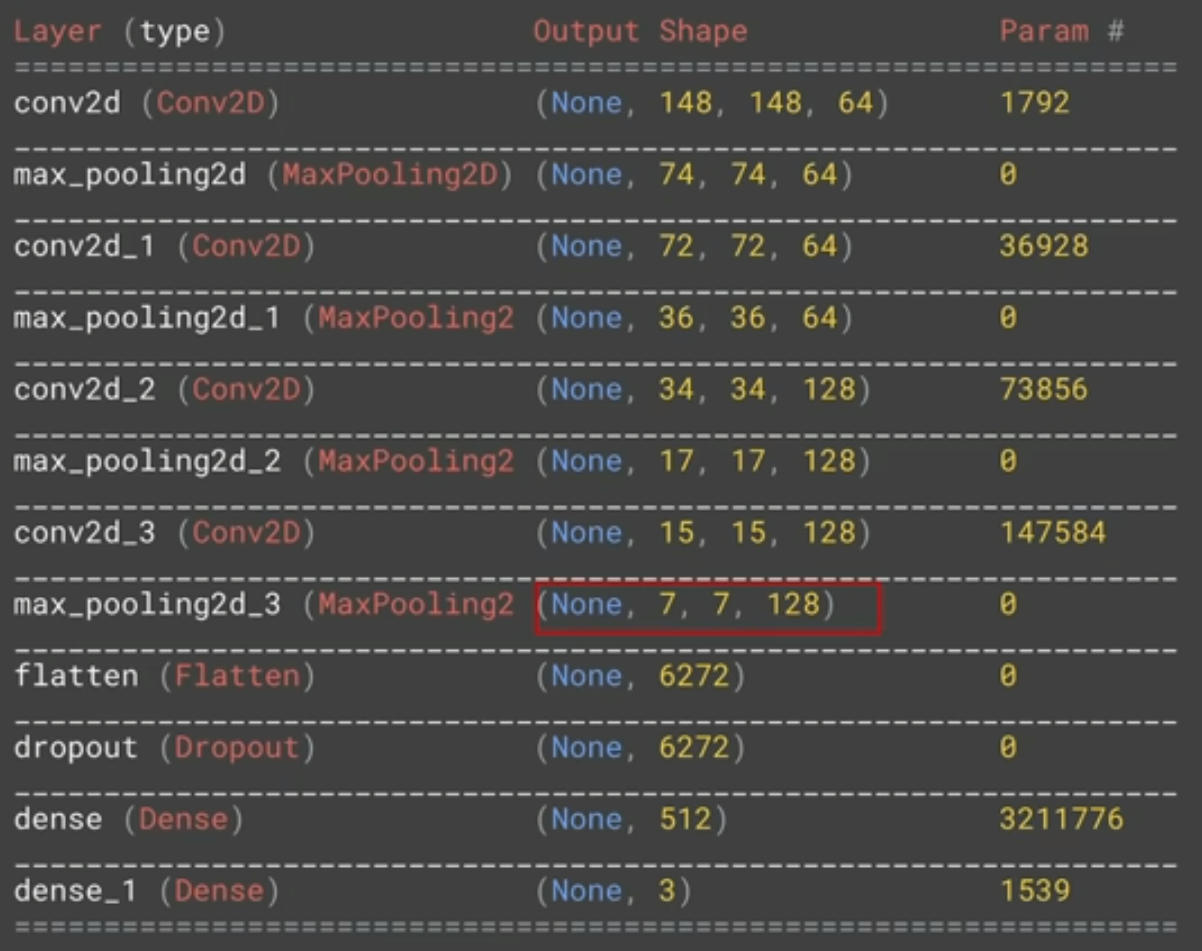 Layer (type) Output Shape Param #
=================================================================
conv2d (Conv2D) (None, 148, 148, 64) 1792
_________________________________________________________________
max_pooling2d (MaxPooling2D) (None, 74, 74, 64) 0
_________________________________________________________________
conv2d_1 (Conv2D) (None, 72, 72, 64) 36928
_________________________________________________________________
max_pooling2d_1 (MaxPooling2 (None, 36, 36, 64) 0
_________________________________________________________________
conv2d_2 (Conv2D) (None, 34, 34, 128) 73856
_________________________________________________________________
max_pooling2d_2 (MaxPooling2 (None, 17, 17, 128) 0
_________________________________________________________________
conv2d_3 (Conv2D) (None, 15, 15, 128) 147584
_________________________________________________________________
max_pooling2d_3 (MaxPooling2 (None, 7, 7, 128) 0
_________________________________________________________________
flatten (Flatten) (None, 6272) 0
_________________________________________________________________
dropout (Dropout) (None, 6272) 0
_________________________________________________________________
dense (Dense) (None, 512) 3211776
_________________________________________________________________
dense_1 (Dense) (None, 3) 1539
=================================================================